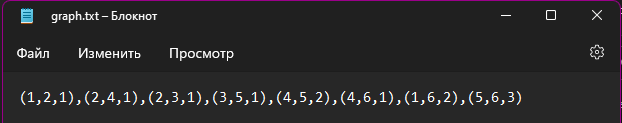 graph.txt – Блокнот
Файл Изменить Просмотр
(1,2,1),(2,4,1),(2,3,1),(3,5,1),(4,5,2),(4,6,1),(1,6,2),(5,6,3)